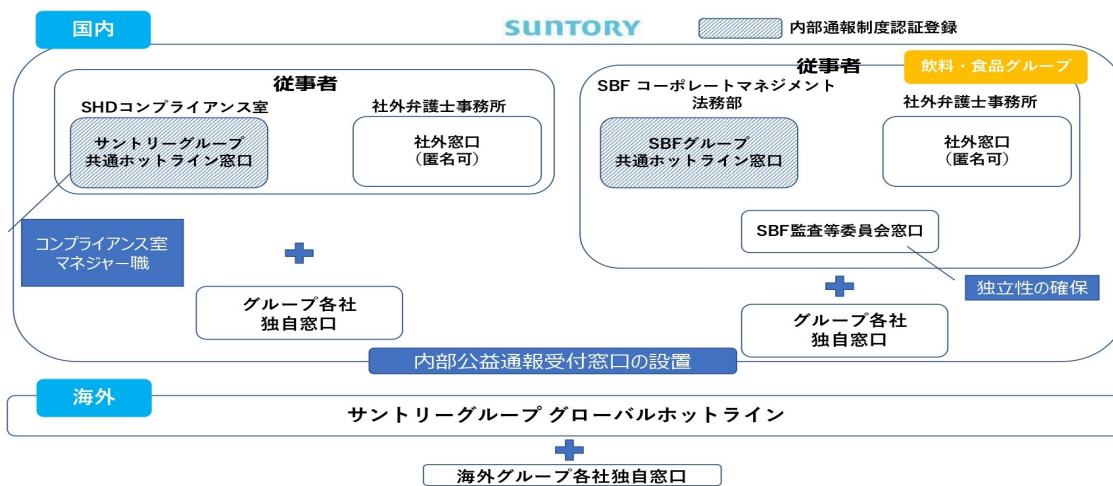 国内
SUNTORY
内部通報制度認証登録
従事者
SHDコンプライアンス室
サントリーグループ
共通ホットライン窓口
社外弁護士事務所
社外窓口
(匿名可)
コンプライアンス室
マネジャー職
グループ各社
独自窓口
従事者
飲料・食品グループ
SBF コーポレートマネジメント
法務部
SBFグループ
共通ホットライン窓口
社外弁護士事務所
社外窓口
(匿名可)
SBF監査等委員会窓口
独立性の確保
グループ各社
独自窓口
内部公益通報受付窓口の設置
海外
サントリーグループ グローバルホットライン
海外グループ各社独自窓口